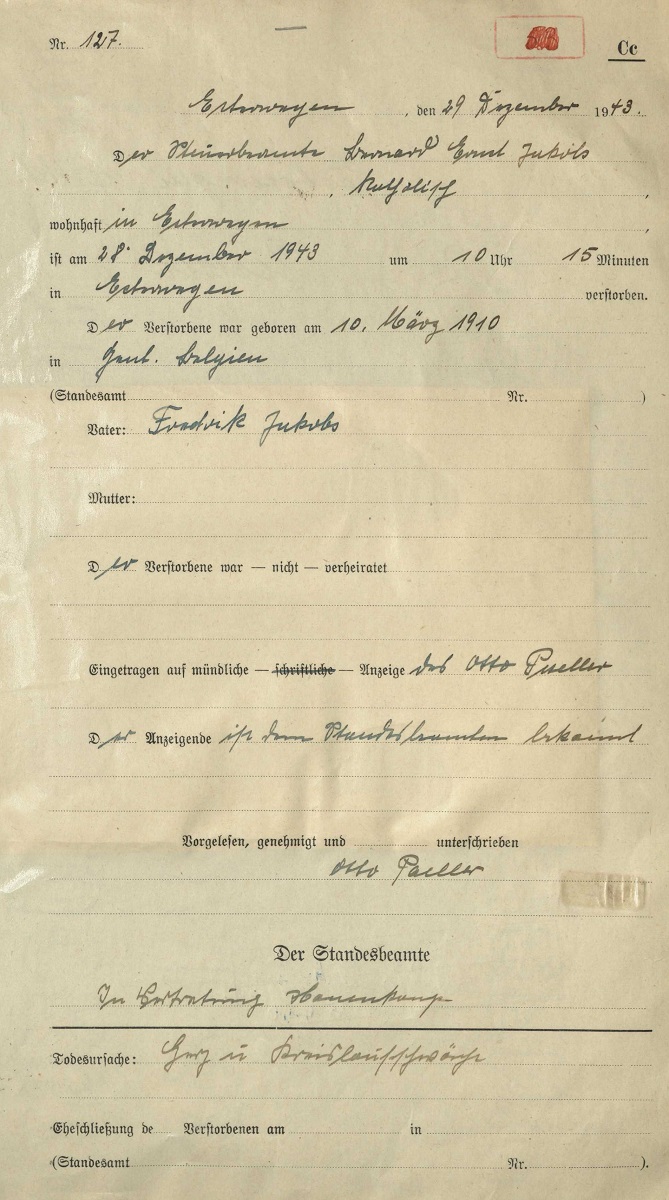 Nr. 127.
Cc
Esterwegen, den 29 Dezember 1943.
Der Steuerbeamte Bernard Ernst Jakobs
, Katholisch,
wohnhaft in Esterwegen,
ist am 28. Dezember 1943 um 10 Uhr 15 Minuten
in Esterwegen verstorben.
Der Verstorbene war geboren am 10. März 1910
in Gent. Belgien
(Standesamt Nr. )
Vater: Fredrik Jakobs
Mutter:
Der Verstorbene war — nicht — verheiratet
Eingetragen auf mündliche — schriftliche — Anzeige des Otto
Der Anzeigende ist dem Standesbeamten bekannt
Vorgelesen, genehmigt und unterschrieben
Otto
Der Standesbeamte
In Vertretung
Todesursache: Herz u Kreislaufschwäche
Eheschließung de Verstorbenen am in
(Standesamt Nr. ).